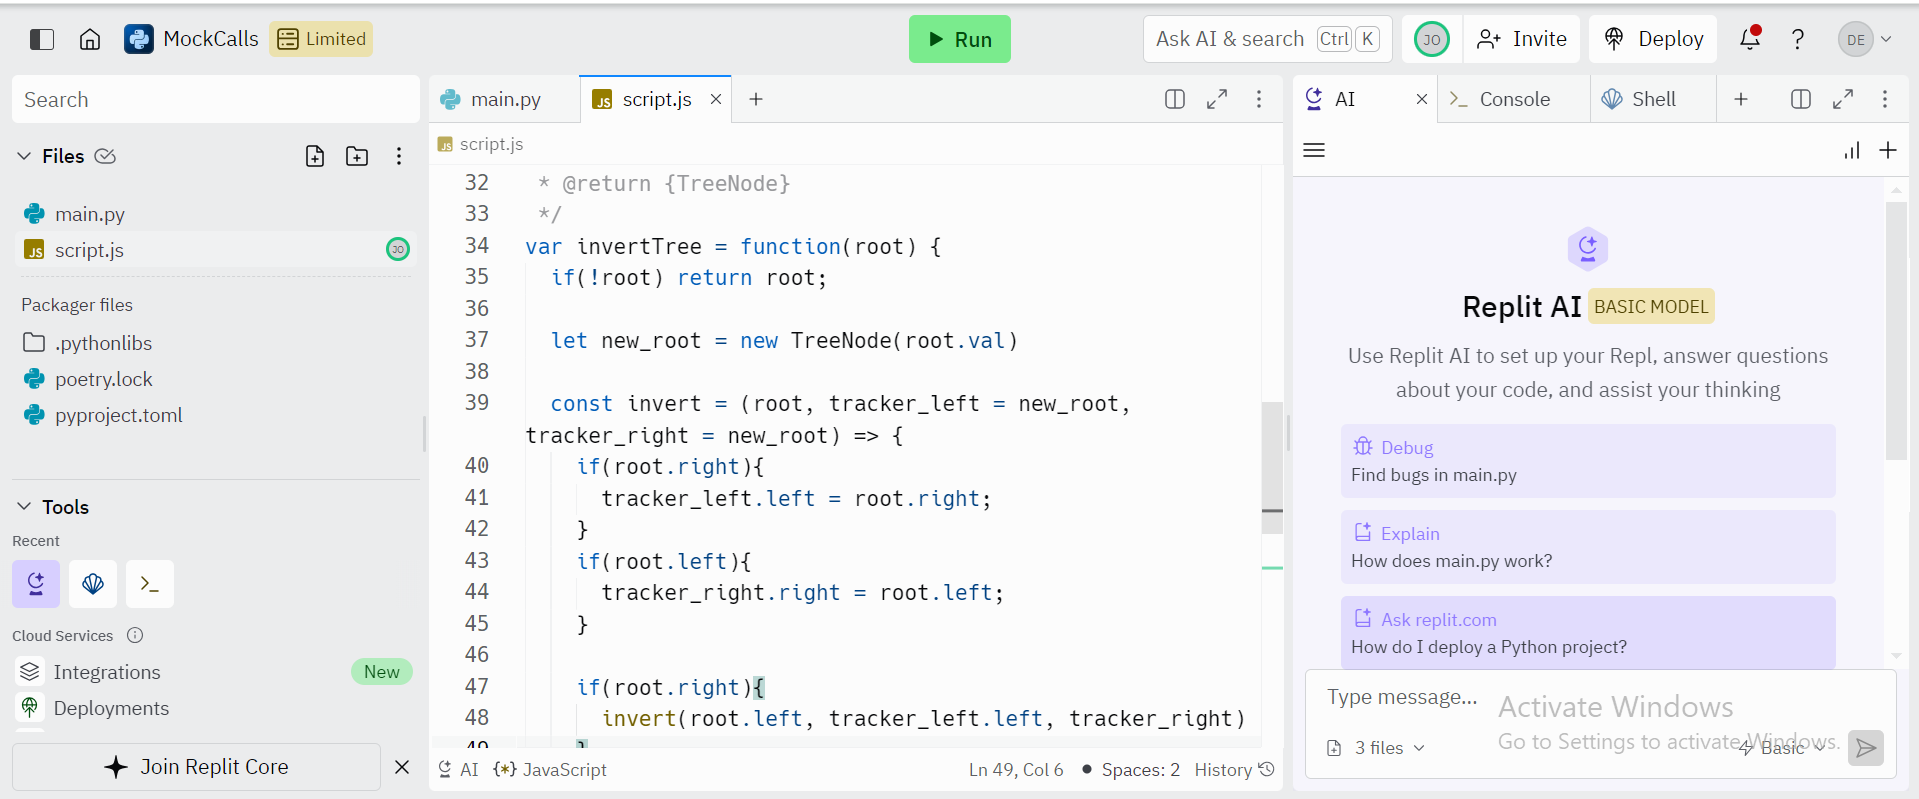 MockCalls
Limited
Run
Ask AI & search Ctrl K
JO
Invite
Deploy
?
DE
Search
Files
main.py
script.js
JO
Packager files
.pythonlibs
poetry.lock
pyproject.toml
Tools
Recent
Cloud Services
Integrations
New
Deployments
Join Replit Core
main.py
JS script.js
JS script.js
32 * @return {TreeNode}
33 */
34 var invertTree = function(root) {
35 if(!root) return root;
36
37 let new_root = new TreeNode(root.val)
38
39 const invert = (root, tracker_left = new_root,
tracker_right = new_root) => {
40 if(root.right){
41 tracker_left.left = root.right;
42 }
43 if(root.left){
44 tracker_right.right = root.left;
45 }
46
47 if(root.right){
48 invert(root.left, tracker_left.left, tracker_right)
49 }
AI {*} JavaScript
Ln 49, Col 6 • Spaces: 2 History
AI
Console
Shell
Replit AI BASIC MODEL
Use Replit AI to set up your Repl, answer questions
about your code, and assist your thinking
Debug
Find bugs in main.py
Explain
How does main.py work?
Ask replit.com
How do I deploy a Python project?
Type message...
3 files
Basic
Activate Windows
Go to Settings to activate Windows.